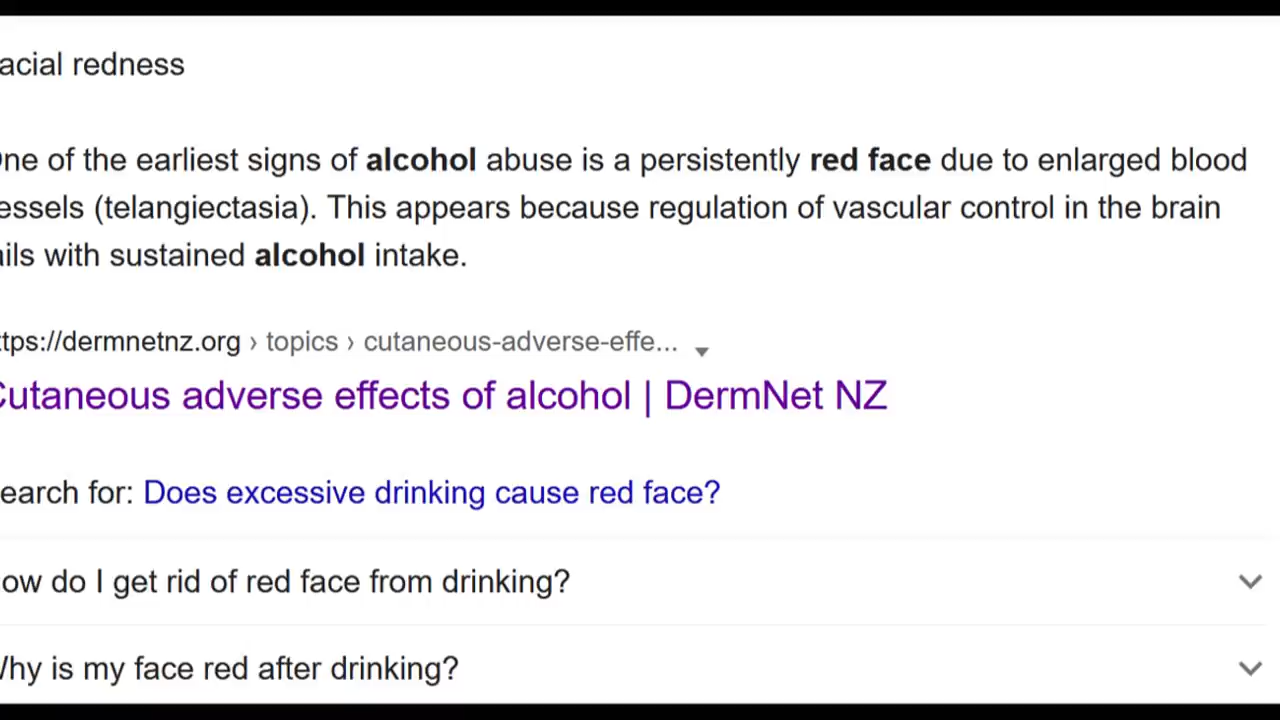 acial redness
ne of the earliest signs of alcohol abuse is a persistently red face due to enlarged blood
essels (telangiectasia). This appears because regulation of vascular control in the brain
ils with sustained alcohol intake.
tps://dermnetnz.org › topics › cutaneous-adverse-effe...
Cutaneous adverse effects of alcohol | DermNet NZ
earch for: Does excessive drinking cause red face?
ow do I get rid of red face from drinking?
Why is my face red after drinking?